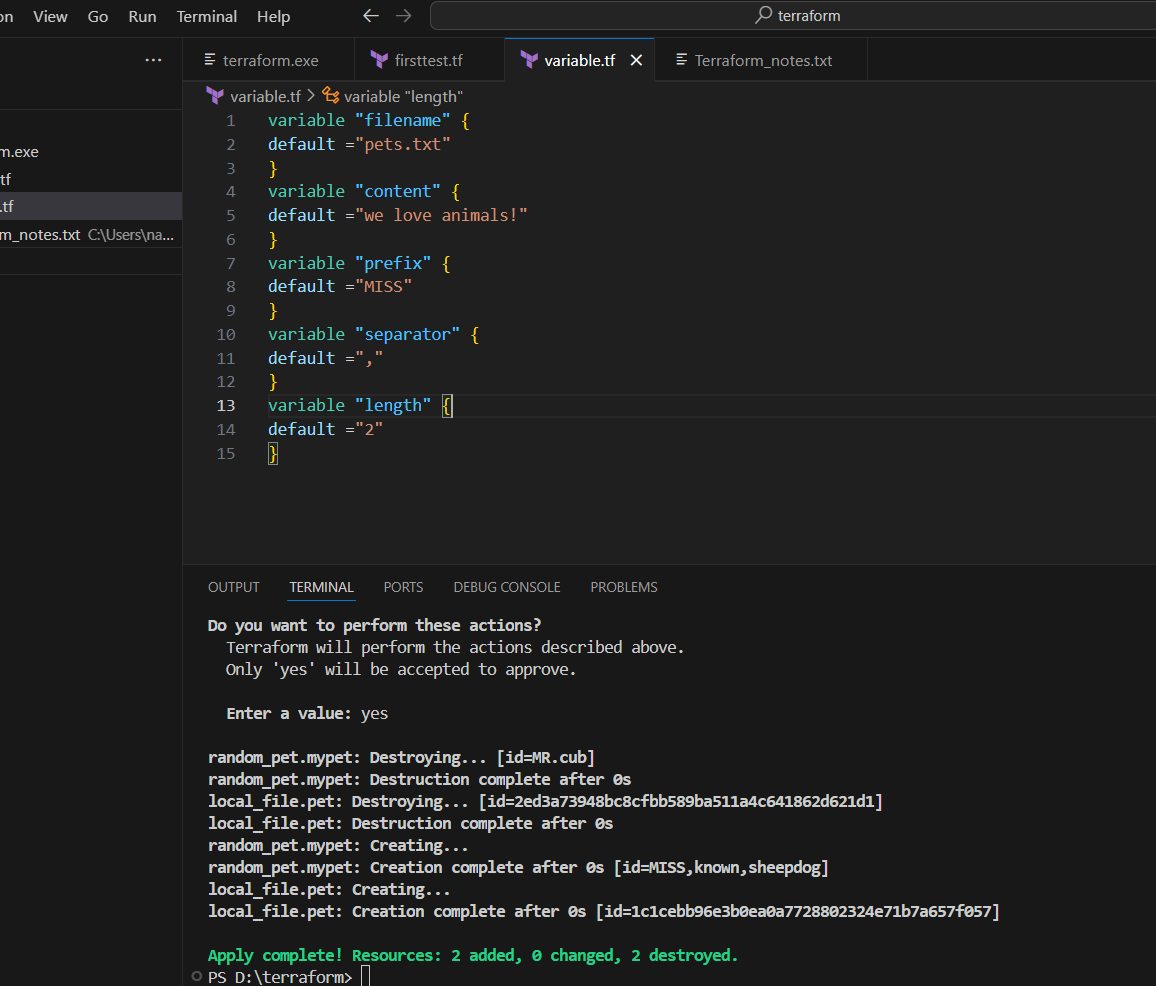 on View Go Run Terminal Help ← → terraform
... terraform.exe firsttest.tf variable.tf × Terraform_notes.txt
variable.tf > variable "length"
m.exe
tf
.tf
m_notes.txt C:\Users\na...
1 variable "filename" {
2 default ="pets.txt"
3 }
4 variable "content" {
5 default ="we love animals!"
6 }
7 variable "prefix" {
8 default ="MISS"
9 }
10 variable "separator" {
11 default =","
12 }
13 variable "length" {
14 default ="2"
15 }
OUTPUT TERMINAL PORTS DEBUG CONSOLE PROBLEMS
Do you want to perform these actions?
Terraform will perform the actions described above.
Only 'yes' will be accepted to approve.
Enter a value: yes
random_pet.mypet: Destroying... [id=MR.cub]
random_pet.mypet: Destruction complete after 0s
local_file.pet: Destroying... [id=2ed3a73948bc8cfbb589ba511a4c641862d621d1]
local_file.pet: Destruction complete after 0s
random_pet.mypet: Creating...
random_pet.mypet: Creation complete after 0s [id=MISS,known,sheepdog]
local_file.pet: Creating...
local_file.pet: Creation complete after 0s [id=1c1cebb96e3b0ea0a7728802324e71b7a657f057]
Apply complete! Resources: 2 added, 0 changed, 2 destroyed.
PS D:\terraform>